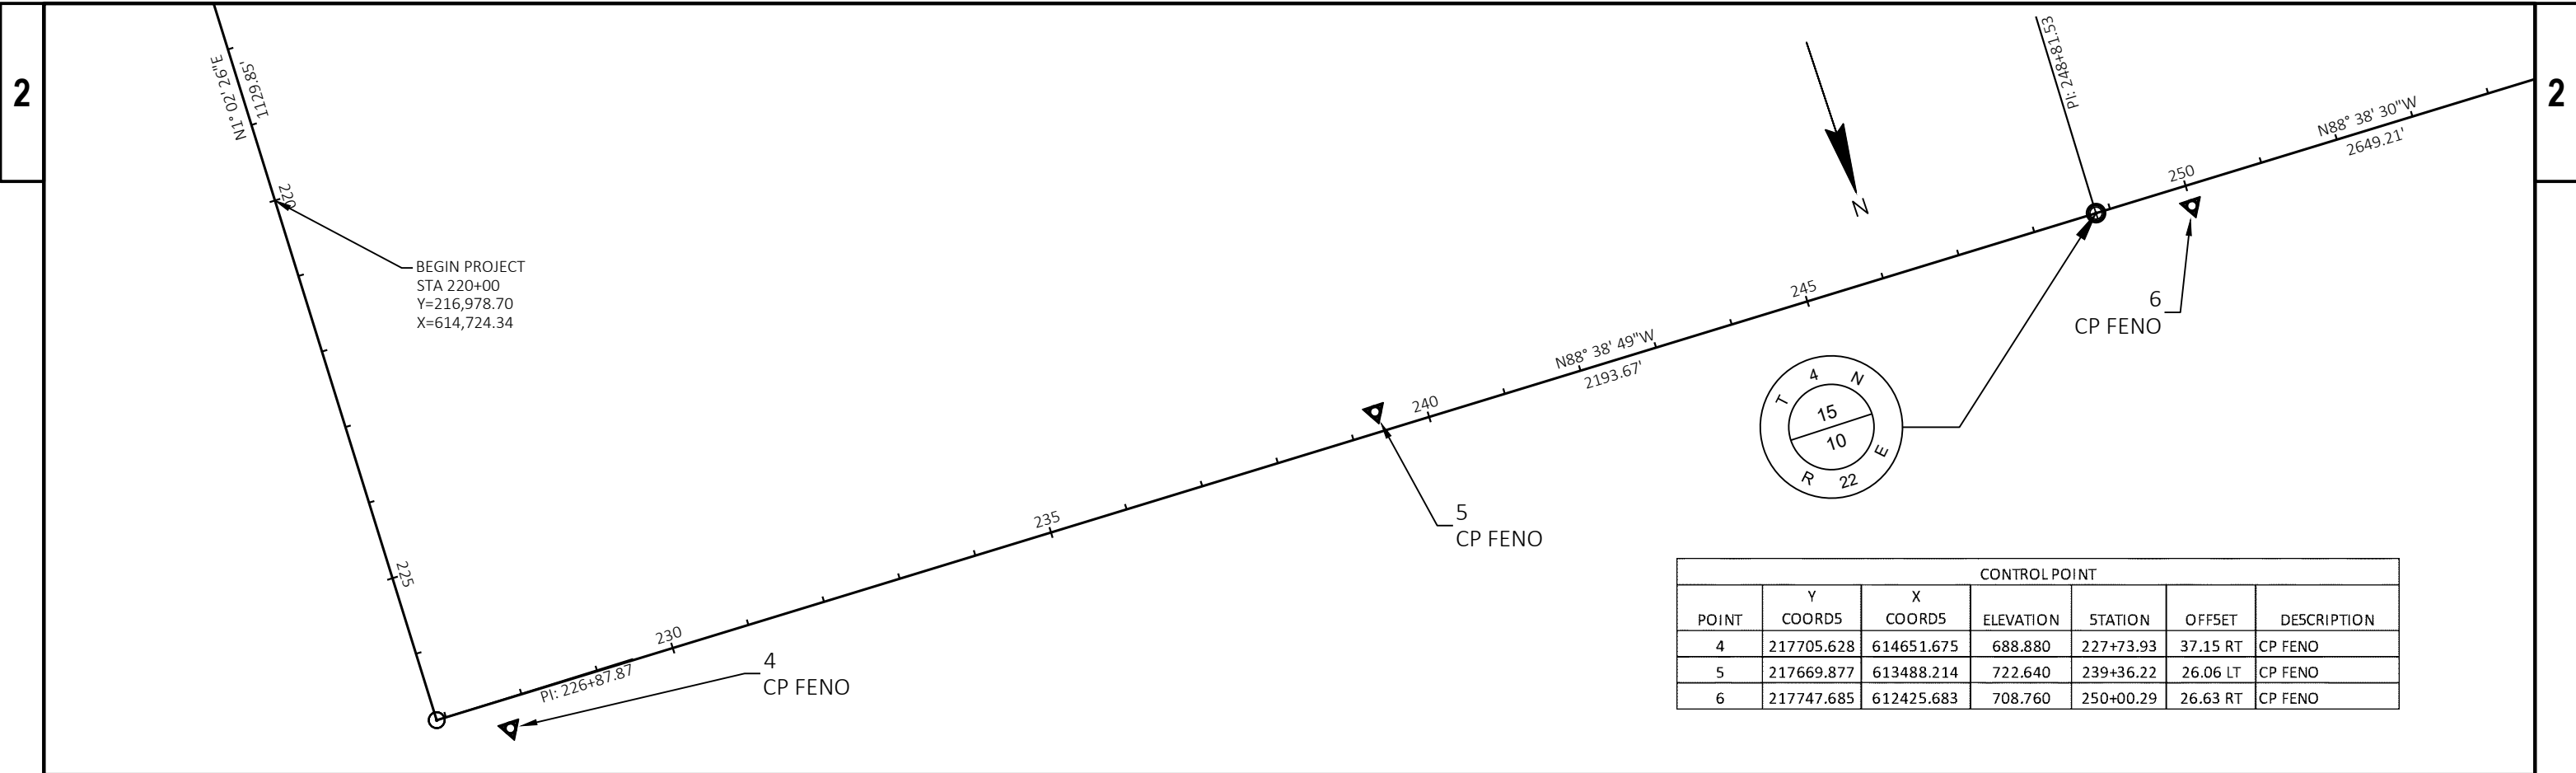 2
2
N1° 02' 26"E
1129.85'
220
BEGIN PROJECT
STA 220+00
Y=216,978.70
X=614,724.34
225
PI: 226+87.87
230
4
CP FENO
235
240
5
CP FENO
N88° 38' 49"W
2193.67'
245
N
PI: 248+81.53
250
6
CP FENO
N88° 38' 30"W
2649.21'
T 4 N
15
10
R 22 E
CONTROL POINT
Y X
POINT COORD5 COORD5 ELEVATION 5TATION OFF5ET DE5CRIPTION
4 217705.628 614651.675 688.880 227+73.93 37.15 RT CP FENO
5 217669.877 613488.214 722.640 239+36.22 26.06 LT CP FENO
6 217747.685 612425.683 708.760 250+00.29 26.63 RT CP FENO